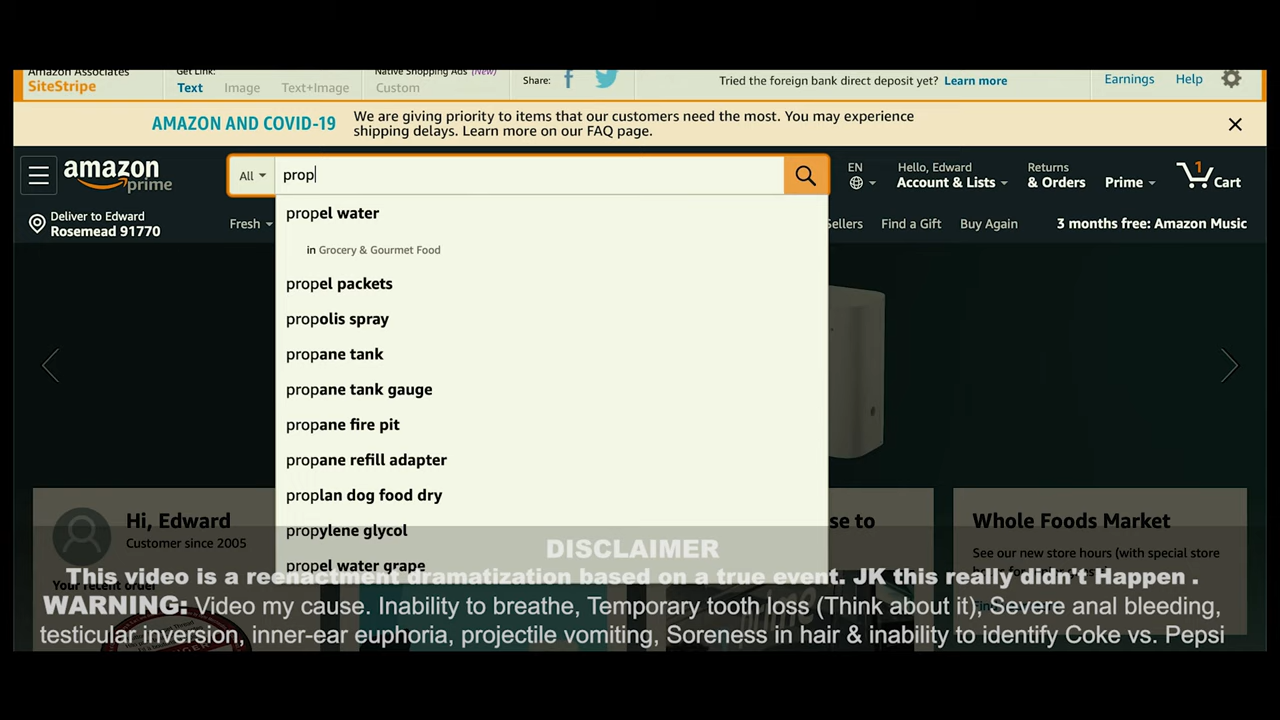 Amazon Associates
SiteStripe
Get Link:
Text Image Text+Image
Native Shopping Ads (New)
Custom
Share:
Tried the foreign bank direct deposit yet? Learn more
Earnings Help
AMAZON AND COVID-19
We are giving priority to items that our customers need the most. You may experience
shipping delays. Learn more on our FAQ page.
amazon
prime
All
prop
EN
Hello, Edward
Account & Lists
Returns
& Orders
Prime
1
Cart
Deliver to Edward
Rosemead 91770
Fresh
Sellers Find a Gift Buy Again
3 months free: Amazon Music
propel water
in Grocery & Gourmet Food
propel packets
propolis spray
propane tank
propane tank gauge
propane fire pit
propane refill adapter
proplan dog food dry
propylene glycol
propel water grape
Hi, Edward
Customer since 2005
Your recent order
se to
Whole Foods Market
See our new store hours (with special store
prime
DISCLAIMER
This video is a reenactment dramatization based on a true event. JK this really didn't Happen .
WARNING: Video my cause. Inability to breathe, Temporary tooth loss (Think about it), Severe anal bleeding,
testicular inversion, inner-ear euphoria, projectile vomiting, Soreness in hair & inability to identify Coke vs. Pepsi